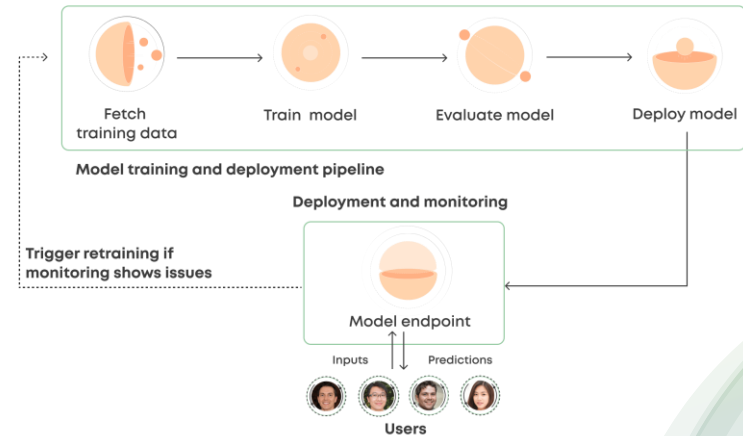 Fetch
training data
Train model
Evaluate model
Deploy model
Model training and deployment pipeline
Deployment and monitoring
Trigger retraining if
monitoring shows issues
Model endpoint
Inputs
Predictions
Users